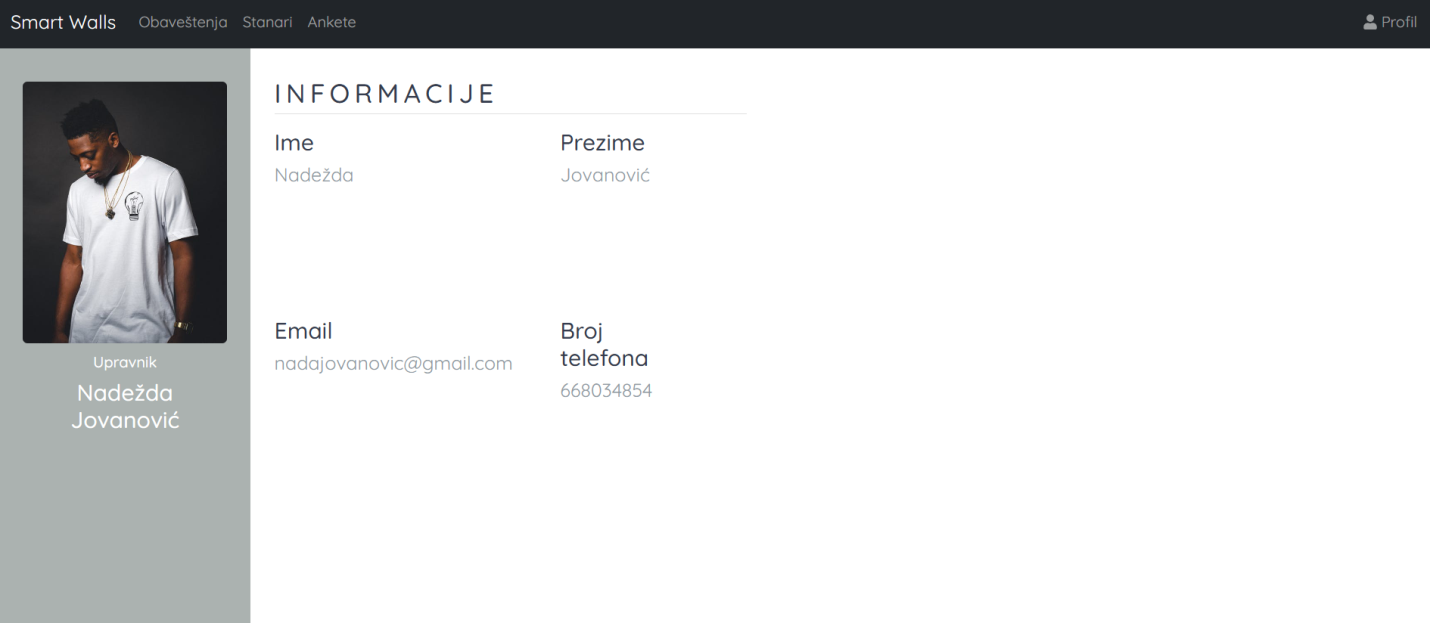 Smart Walls Obaveštenja Stanari Ankete Profil
Upravnik
Nadežda
Jovanović
INFORMACIJE
Ime
Nadežda
Prezime
Jovanović
Email
nadajovanovic@gmail.com
Broj
telefona
668034854